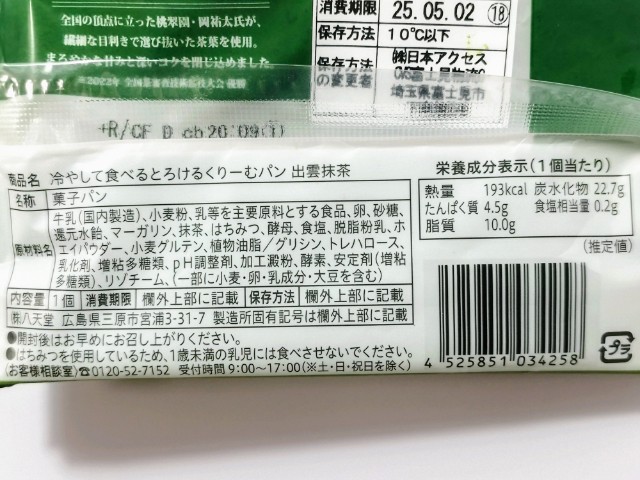 全国の頂点に立った桃翠園・岡祐太氏が、
繊細な目利きで選び抜いた茶葉を使用。
まろやかな甘みと深いコクを閉じ込めました。
※2022年 全国茶審査技術大会 優勝
消費期限 25.05.02 ⑱
保存方法 10℃以下
保存方法の変更者 ㈱日本アクセス
埼玉県富士見市
商品名 冷やして食べるとろけるくりーむパン 出雲抹茶
名称 菓子パン
原材料名 牛乳(国内製造)、小麦粉、乳等を主要原料とする食品、卵、砂糖、
還元水飴、マーガリン、抹茶、はちみつ、酵母、食塩、脱脂粉乳、ホ
エイパウダー、小麦グルテン、植物油脂／グリシン、トレハロース、
乳化剤、増粘多糖類、pH調整剤、加工澱粉、酵素、安定剤(増粘
多糖類)、リゾチーム、(一部に小麦・卵・乳成分・大豆を含む)
内容量 1個 消費期限 欄外上部に記載 保存方法 欄外上部に記載
㈱八天堂 広島県三原市宮浦3-31-7 製造所固有記号は欄外上部に記載
●開封後はお早めにお召し上がりください。
●はちみつを使用しているため、1歳未満の乳児には食べさせないでください。
(お客様相談室)☎0120-52-7152 受付時間 9:00〜17:00(※土・日・祝日を除く)
栄養成分表示(1個当たり)
熱量 193kcal 炭水化物 22.7g
たんぱく質 4.5g 食塩相当量 0.2g
脂質 10.0g
(推定値)
4 525851 034258
プラ